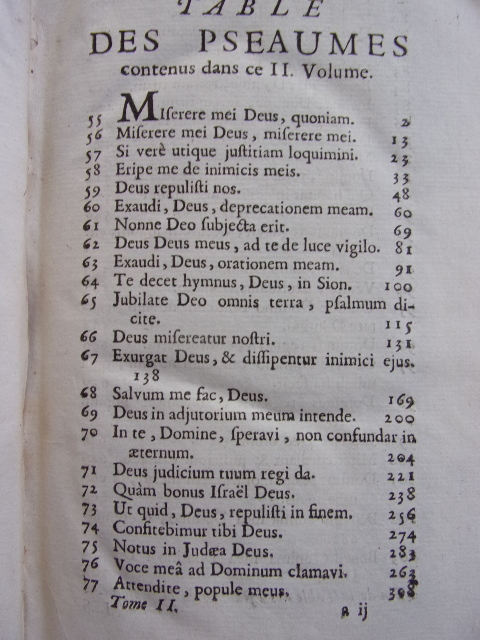 TABLE
DES PSEAUMES
contenus dans ce II. Volume.
55 MIserere mei Deus, quoniam. 2
56 Miserere mei Deus, miserere mei. 13
57 Si verè utique justitiam loquimini. 23
58 Eripe me de inimicis meis. 33
59 Deus repulisti nos. 48
60 Exaudi, Deus, deprecationem meam. 60
61 Nonne Deo subjecta erit. 69
62 Deus Deus meus, ad te de luce vigilo. 81
63 Exaudi, Deus, orationem meam. 91
64 Te decet hymnus, Deus, in Sion. 100
65 Jubilate Deo omnis terra, psalmum di-
cite. 115
66 Deus misereatur nostri. 131
67 Exurgat Deus, & dissipentur inimici ejus.
138
68 Salvum me fac, Deus. 169
69 Deus in adjutorium meum intende. 200
70 In te, Domine, speravi, non confundar in
æternum. 204
71 Deus judicium tuum regi da. 221
72 Quàm bonus Israël Deus. 238
73 Ut quid, Deus, repulisti in finem. 256
74 Confitebimur tibi Deus. 274
75 Notus in Judæa Deus. 283
76 Voce meâ ad Dominum clamavi. 263
77 Attendite, popule meus. 308
Tome II. a ij